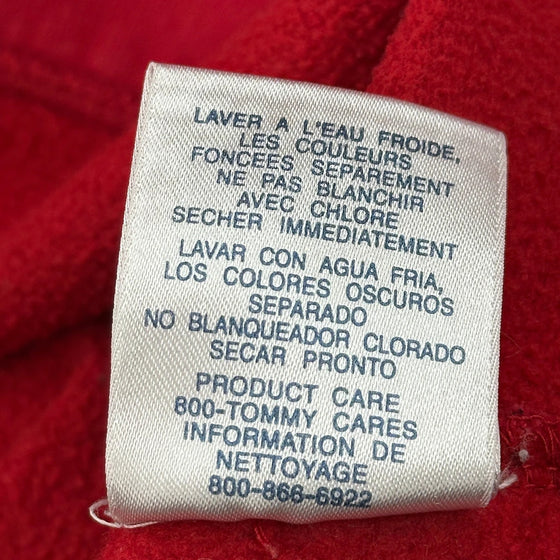 LAVER A L'EAU FROIDE,
LES COULEURS
FONCEES SEPAREMENT
NE PAS BLANCHIR
AVEC CHLORE
SECHER IMMEDIATEMENT
LAVAR CON AGUA FRIA,
LOS COLORES OSCUROS
SEPARADO
NO BLANQUEADOR CLORADO
SECAR PRONTO
PRODUCT CARE
800-TOMMY CARES
INFORMATION DE
NETTOYAGE
800-866-6922